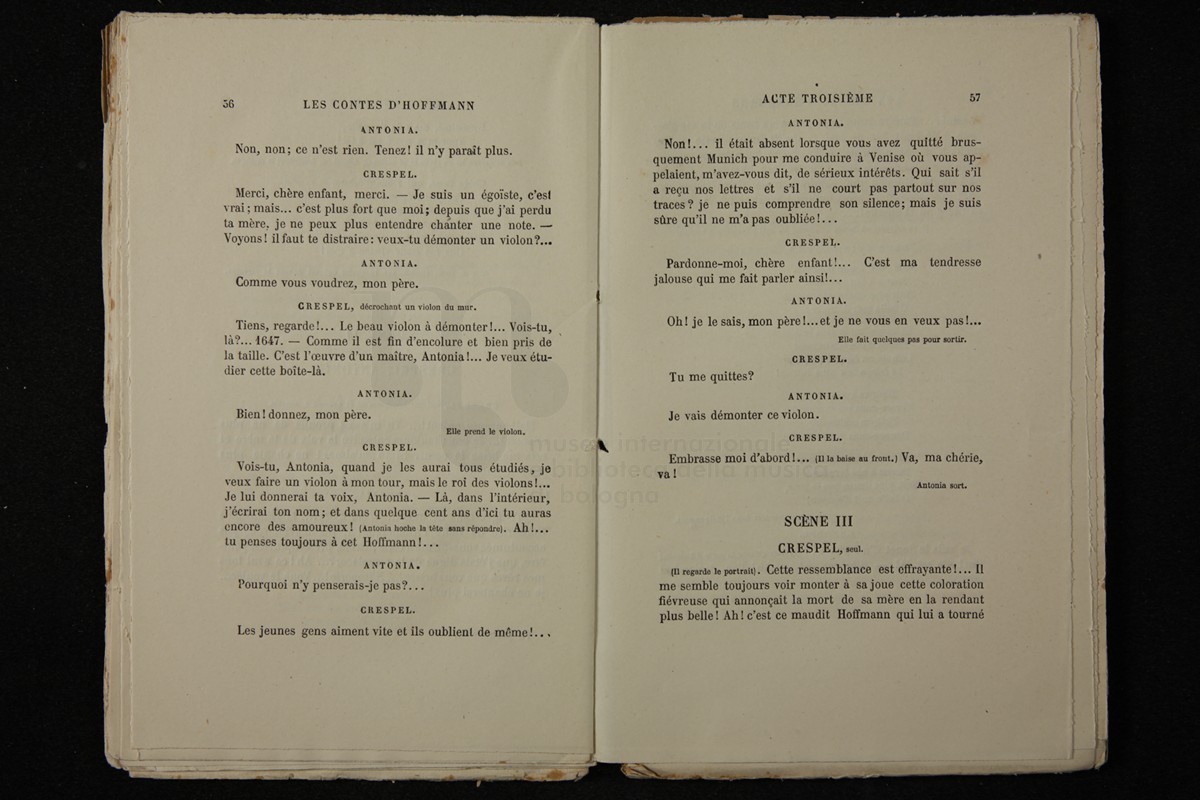 56 LES CONTES D'HOFFMANN
ANTONIA.
Non, non; ce n'est rien. Tenez! il n'y paraît plus.
CRESPEL.
Merci, chère enfant, merci. — Je suis un égoïste, c'est
vrai; mais... c'est plus fort que moi; depuis que j'ai perdu
ta mère, je ne peux plus entendre chanter une note. —
Voyons! il faut te distraire: veux-tu démonter un violon?...
ANTONIA.
Comme vous voudrez, mon père.
CRESPEL, décrochant un violon du mur.
Tiens, regarde!... Le beau violon à démonter!... Vois-tu,
là?... 1647. — Comme il est fin d'encolure et bien pris de
la taille. C'est l'œuvre d'un maître, Antonia!... Je veux étu-
dier cette boîte-là.
ANTONIA.
Bien! donnez, mon père.
Elle prend le violon.
CRESPEL.
Vois-tu, Antonia, quand je les aurai tous étudiés, je
veux faire un violon à mon tour, mais le roi des violons!...
Je lui donnerai ta voix, Antonia. — Là, dans l'intérieur,
j'écrirai ton nom; et dans quelque cent ans d'ici tu auras
encore des amoureux! (Antonia hoche la tête sans répondre). Ah!...
tu penses toujours à cet Hoffmann!...
ANTONIA.
Pourquoi n'y penserais-je pas?...
CRESPEL.
Les jeunes gens aiment vite et ils oublient de même!...
ACTE TROISIÈME 57
ANTONIA.
Non!... il était absent lorsque vous avez quitté brus-
quement Munich pour me conduire à Venise où vous ap-
pelaient, m'avez-vous dit, de sérieux intérêts. Qui sait s'il
a reçu nos lettres et s'il ne court pas partout sur nos
traces? je ne puis comprendre son silence; mais je suis
sûre qu'il ne m'a pas oubliée!...
CRESPEL.
Pardonne-moi, chère enfant!... C'est ma tendresse
jalouse qui me fait parler ainsi!...
ANTONIA.
Oh! je le sais, mon père!... et je ne vous en veux pas!...
Elle fait quelques pas pour sortir.
CRESPEL.
Tu me quittes?
ANTONIA.
Je vais démonter ce violon.
CRESPEL.
Embrasse moi d'abord!... (Il la baise au front.) Va, ma chérie,
va!
Antonia sort.
SCÈNE III
CRESPEL, seul.
(Il regarde le portrait). Cette ressemblance est effrayante!... Il
me semble toujours voir monter à sa joue cette coloration
fiévreuse qui annonçait la mort de sa mère en la rendant
plus belle! Ah! c'est ce maudit Hoffmann qui lui a tourné
museo internazionale
e biblioteca della musica
di bologna